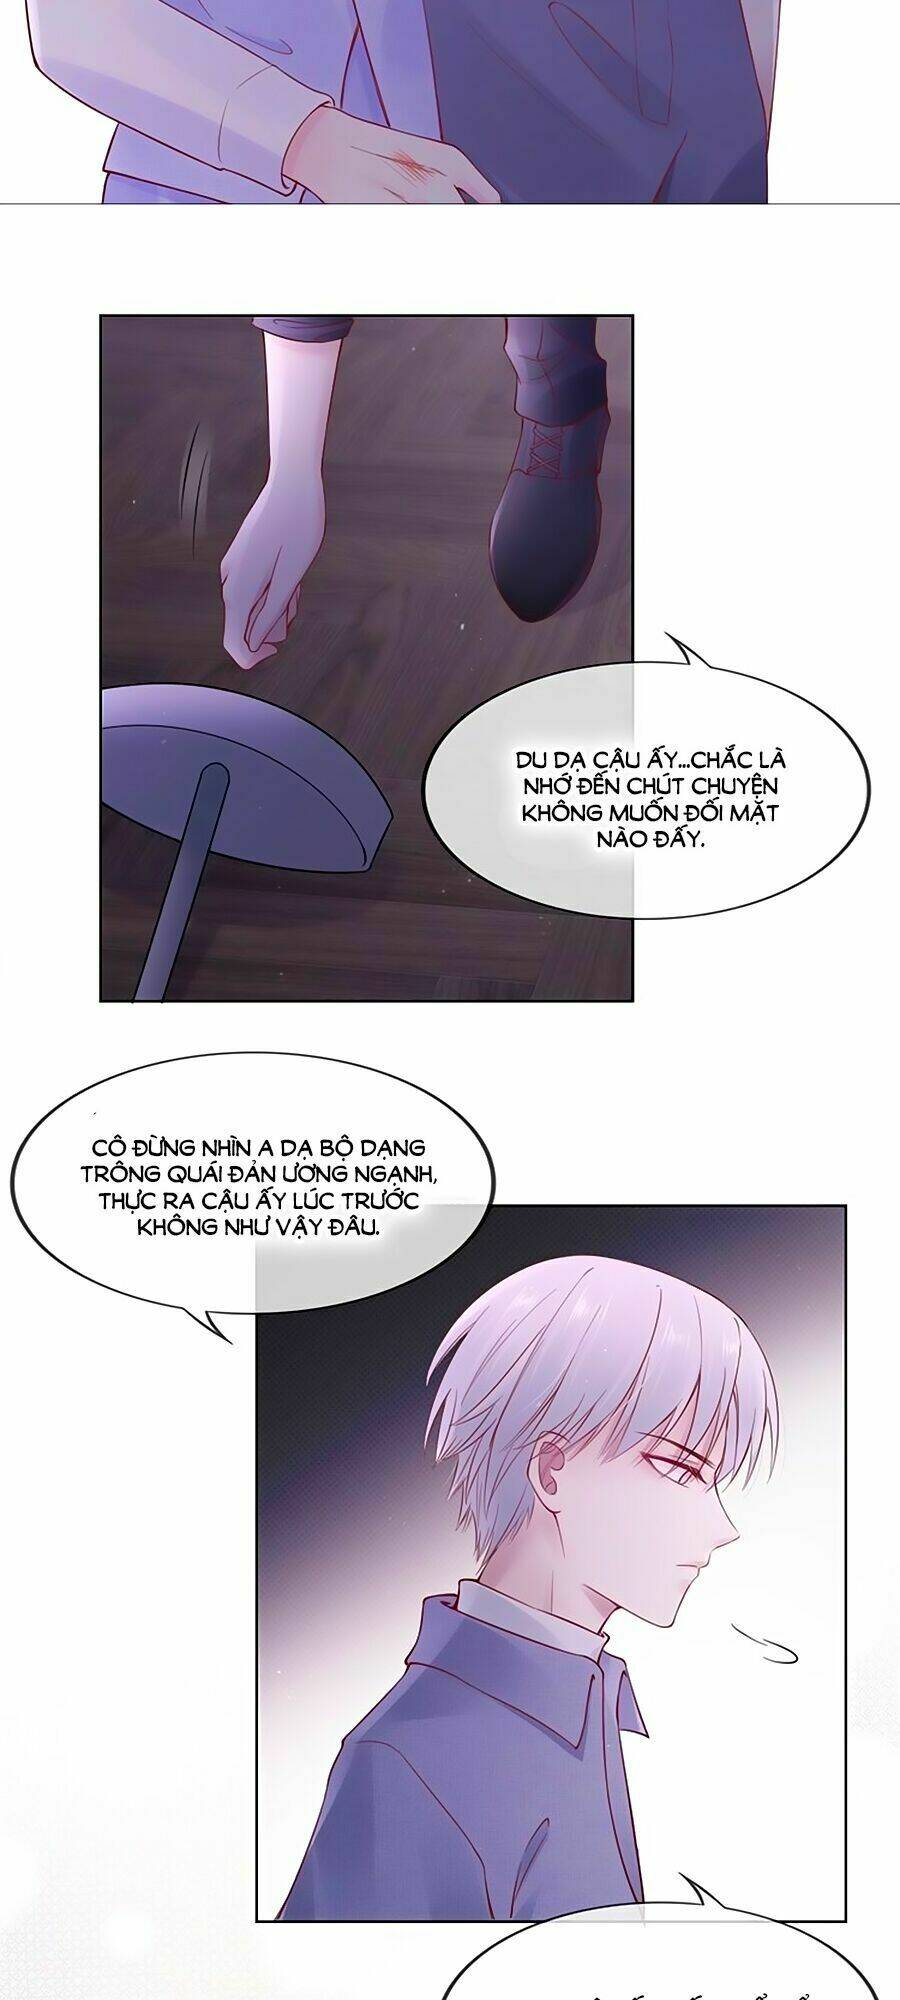 DU DẠ CẬU ẤY...CHẮC LÀ
NHỚ ĐẾN CHÚT CHUYỆN
KHÔNG MUỐN ĐỐI MẶT
NÀO ĐẤY.
CÔ ĐỪNG NHÌN A DẠ BỘ DẠNG
TRÔNG QUÁI ĐẢN ƯƠNG NGẠNH,
THỰC RA CẬU ẤY LÚC TRƯỚC
KHÔNG NHƯ VẬY ĐÂU.